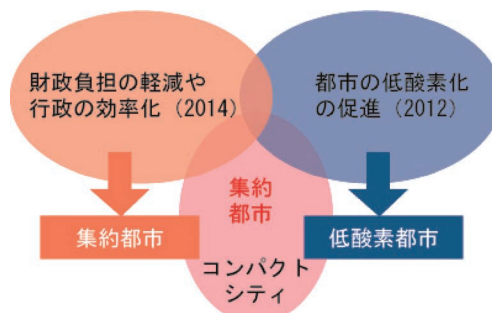 財政負担の軽減や
行政の効率化（2014）
都市の低酸素化
の促進（2012）
集約
都市
集約都市
低酸素都市
コンパクト
シティ